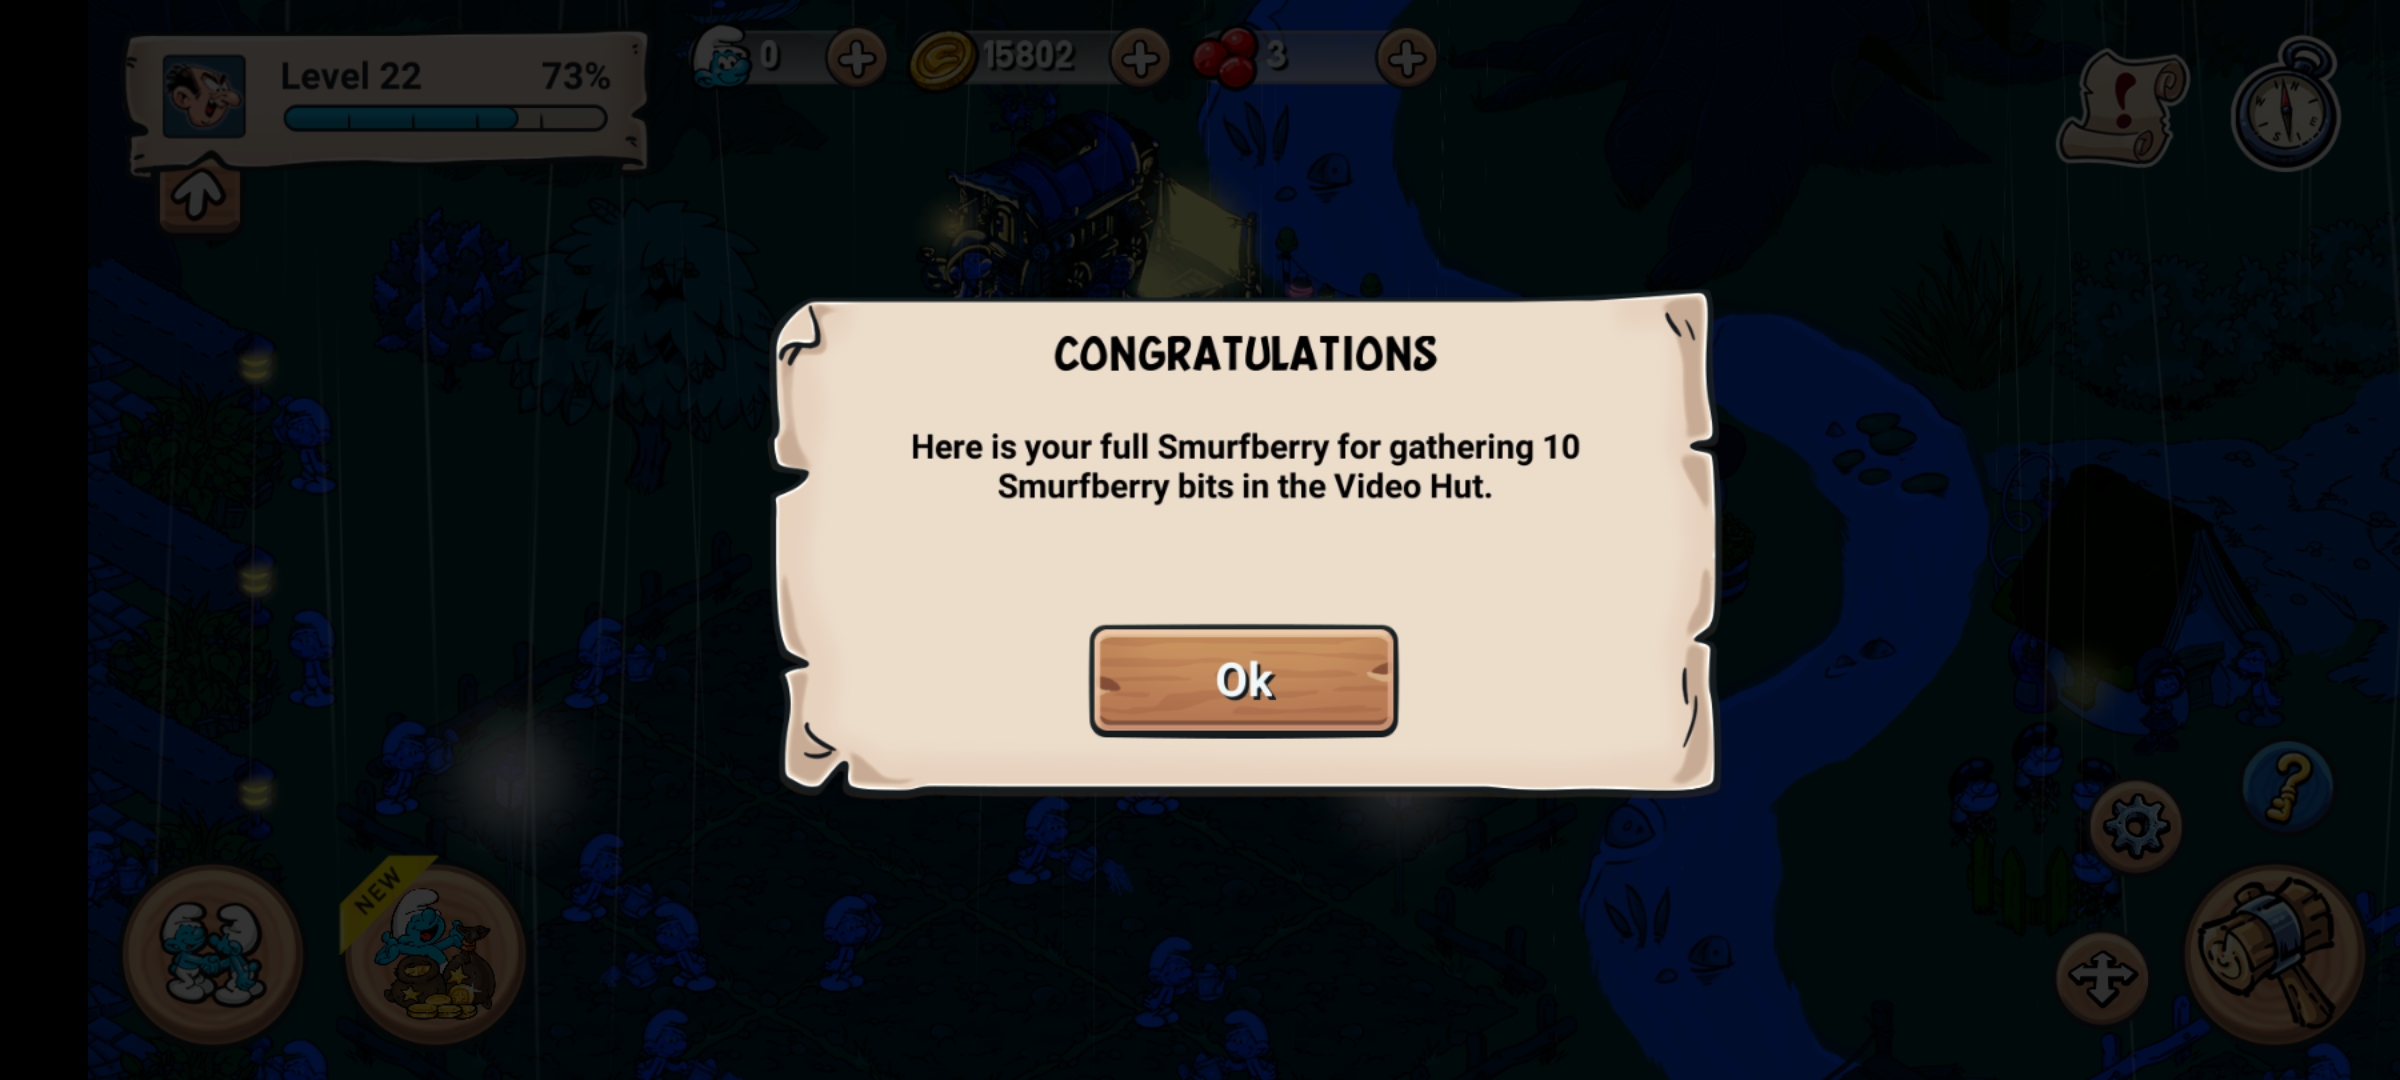 Level 22 73%
0
15802
3
CONGRATULATIONS
Here is your full Smurfberry for gathering 10
Smurfberry bits in the Video Hut.
Ok
NEW